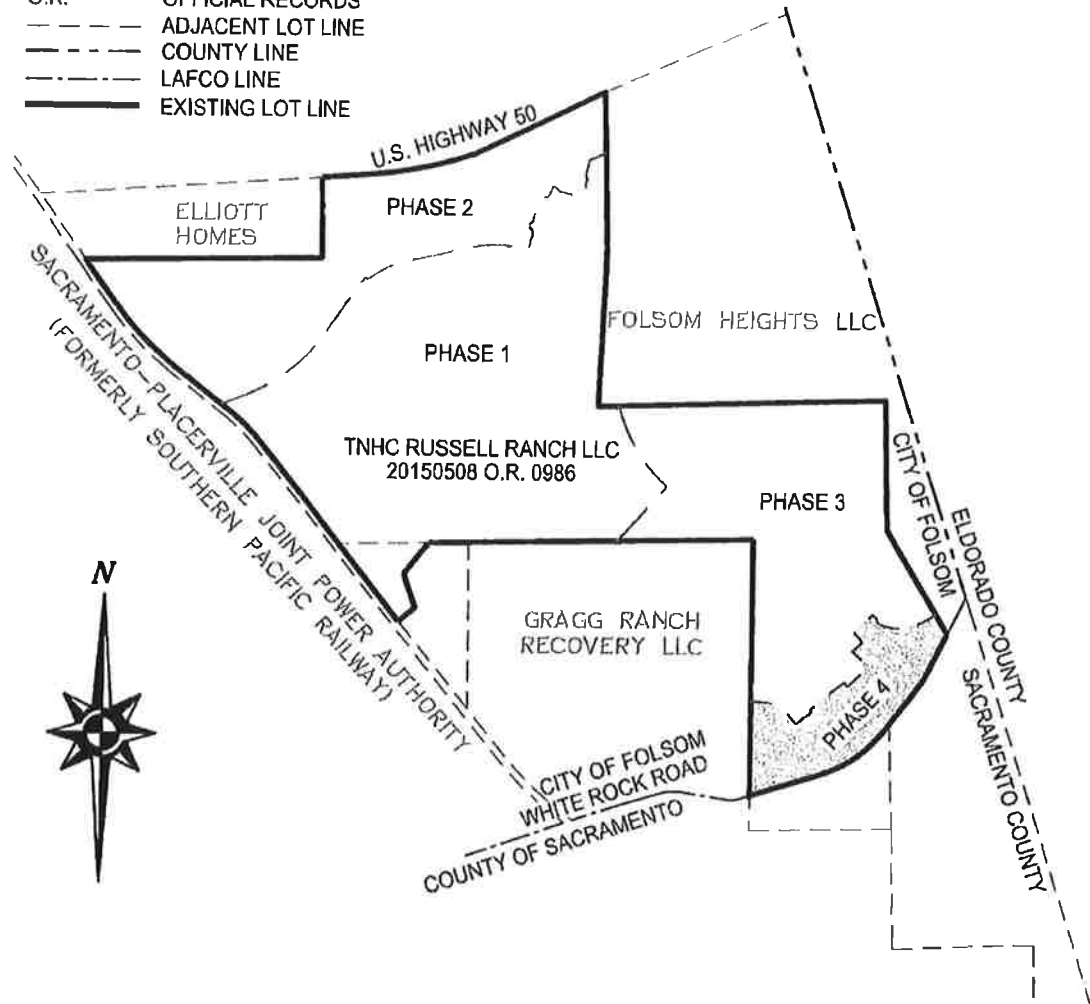 O.R. OFFICIAL RECORDS
ADJACENT LOT LINE
COUNTY LINE
LAFCO LINE
EXISTING LOT LINE
U.S. HIGHWAY 50
PHASE 2
ELLIOTT
HOMES
FOLSOM HEIGHTS LLC
PHASE 1
SACRAMENTO-PLACERVILLE JOINT POWER AUTHORITY
(FORMERLY SOUTHERN PACIFIC RAILWAY)
TNHC RUSSELL RANCH LLC
20150508 O.R. 0986
PHASE 3
CITY OF FOLSOM
ELDORADO COUNTY
SACRAMENTO COUNTY
N
GRAGG RANCH
RECOVERY LLC
PHASE 4
CITY OF FOLSOM
WHITE ROCK ROAD
COUNTY OF SACRAMENTO